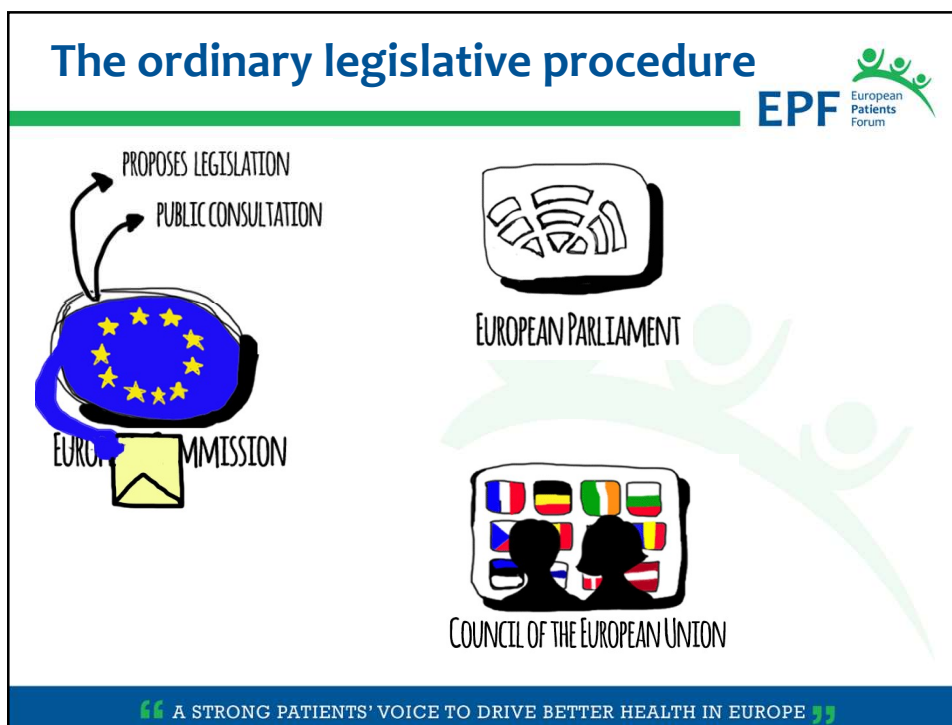 The ordinary legislative procedure
EPF
European
Patients
Forum
PROPOSES LEGISLATION
PUBLIC CONSULTATION
EUROPEAN PARLIAMENT
EURO MMISSION
COUNCIL OF THE EUROPEAN UNION
“ A STRONG PATIENTS' VOICE TO DRIVE BETTER HEALTH IN EUROPE ”